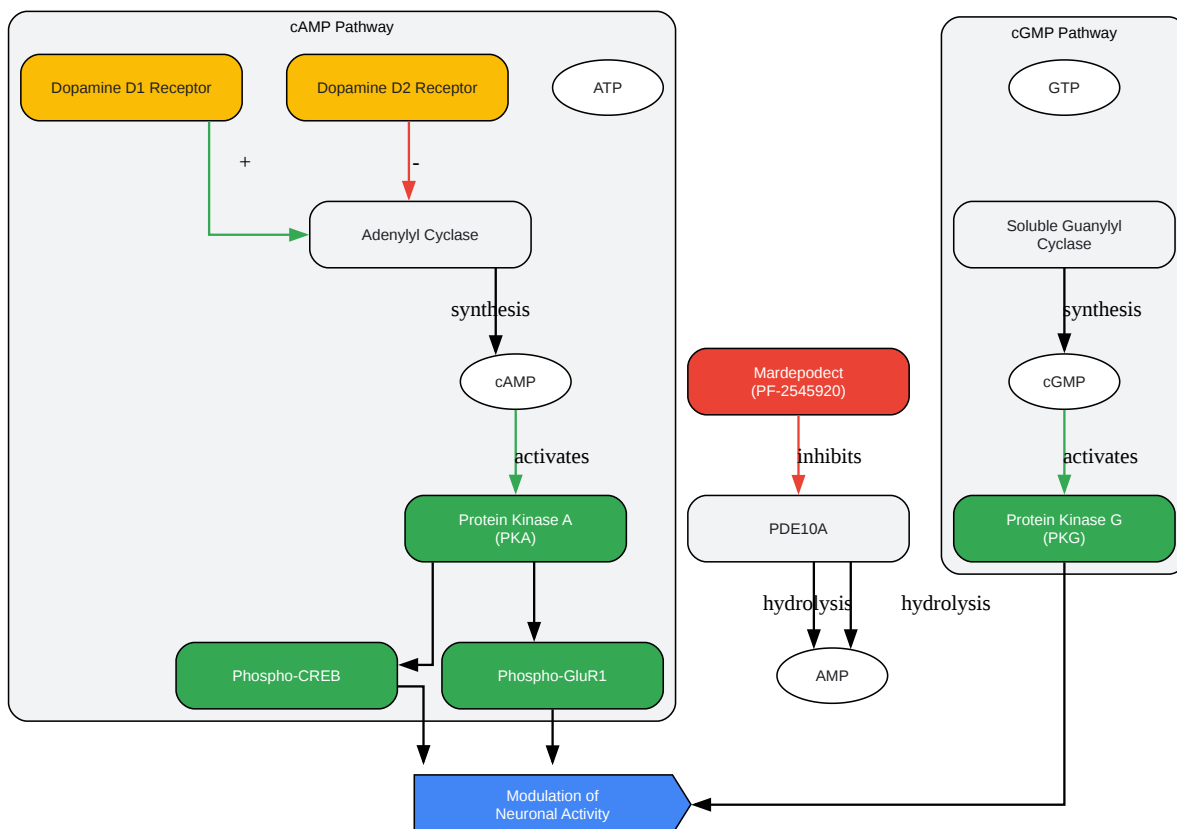 cAMP Pathway
cGMP Pathway
Dopamine D1 Receptor
Dopamine D2 Receptor
ATP
GTP
+
-
Adenylyl Cyclase
Soluble Guanylyl
Cyclase
synthesis
synthesis
cAMP
Mardepodect
(PF-2545920)
cGMP
activates
inhibits
activates
Protein Kinase A
(PKA)
PDE10A
Protein Kinase G
(PKG)
hydrolysis
hydrolysis
Phospho-CREB
Phospho-GluR1
AMP
Modulation of
Neuronal Activity